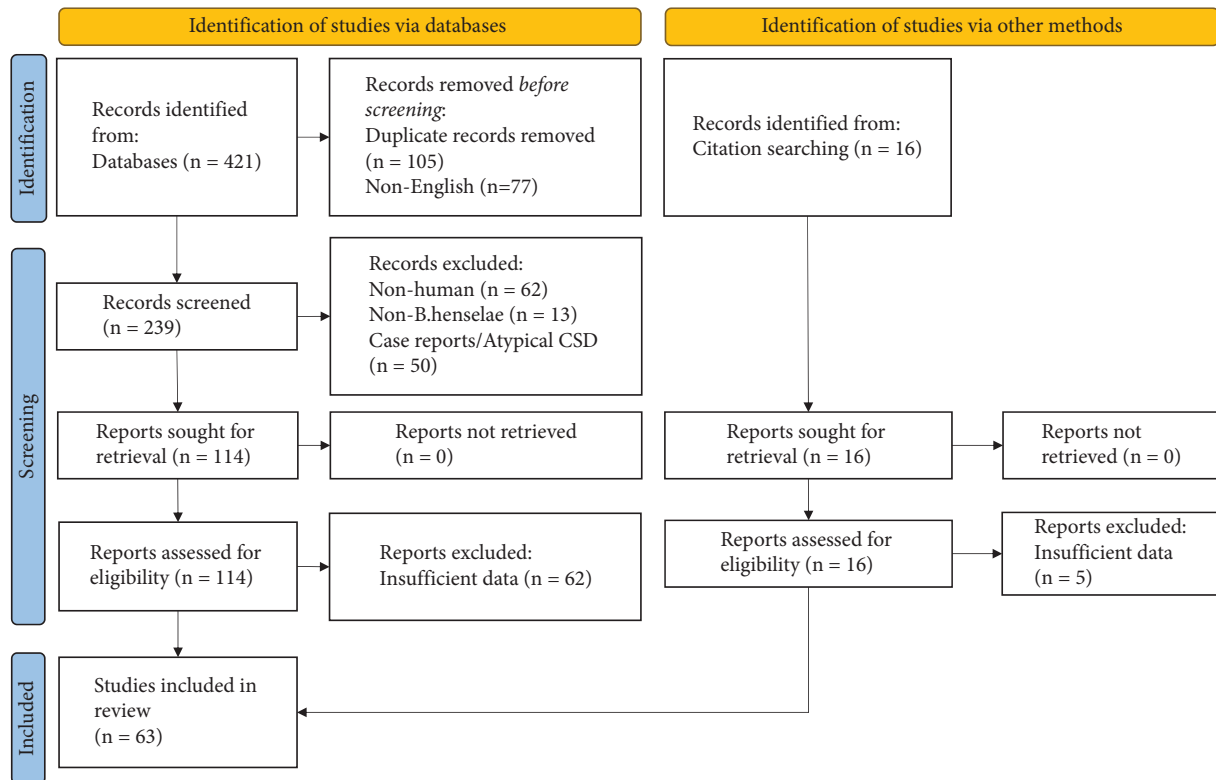 Identification of studies via databases
Identification of studies via other methods
Identification
Records identified
from:
Databases (n = 421)
Records removed before
screening:
Duplicate records removed
(n = 105)
Non-English (n=77)
Records identified from:
Citation searching (n = 16)
Screening
Records screened
(n = 239)
Records excluded:
Non-human (n = 62)
Non-B.henselae (n = 13)
Case reports/Atypical CSD
(n = 50)
Reports sought for
retrieval (n = 114)
Reports not retrieved
(n = 0)
Reports sought for
retrieval (n = 16)
Reports not
retrieved (n = 0)
Reports assessed for
eligibility (n = 114)
Reports excluded:
Insufficient data (n = 62)
Reports assessed for
eligibility (n = 16)
Reports excluded:
Insufficient data
(n = 5)
Included
Studies included in
review
(n = 63)